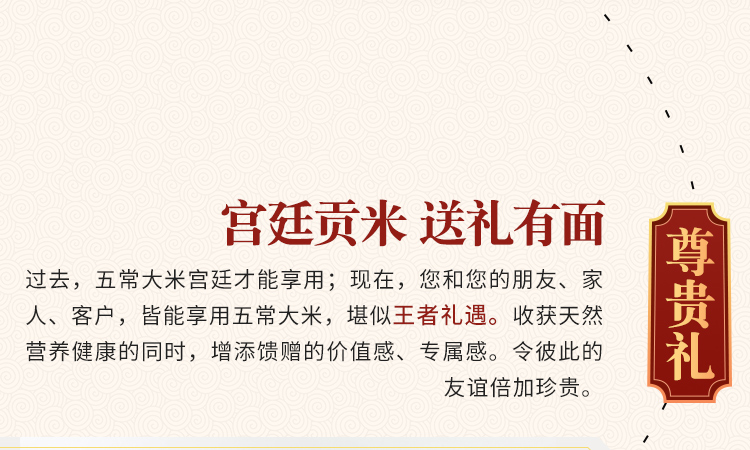 宫廷贡米 送礼有面
过去，五常大米宫廷才能享用；现在，您和您的朋友、家
人、客户，皆能享用五常大米，堪似王者礼遇。收获天然
营养健康的同时，增添馈赠的价值感、专属感。令彼此的
友谊倍加珍贵。
尊贵礼